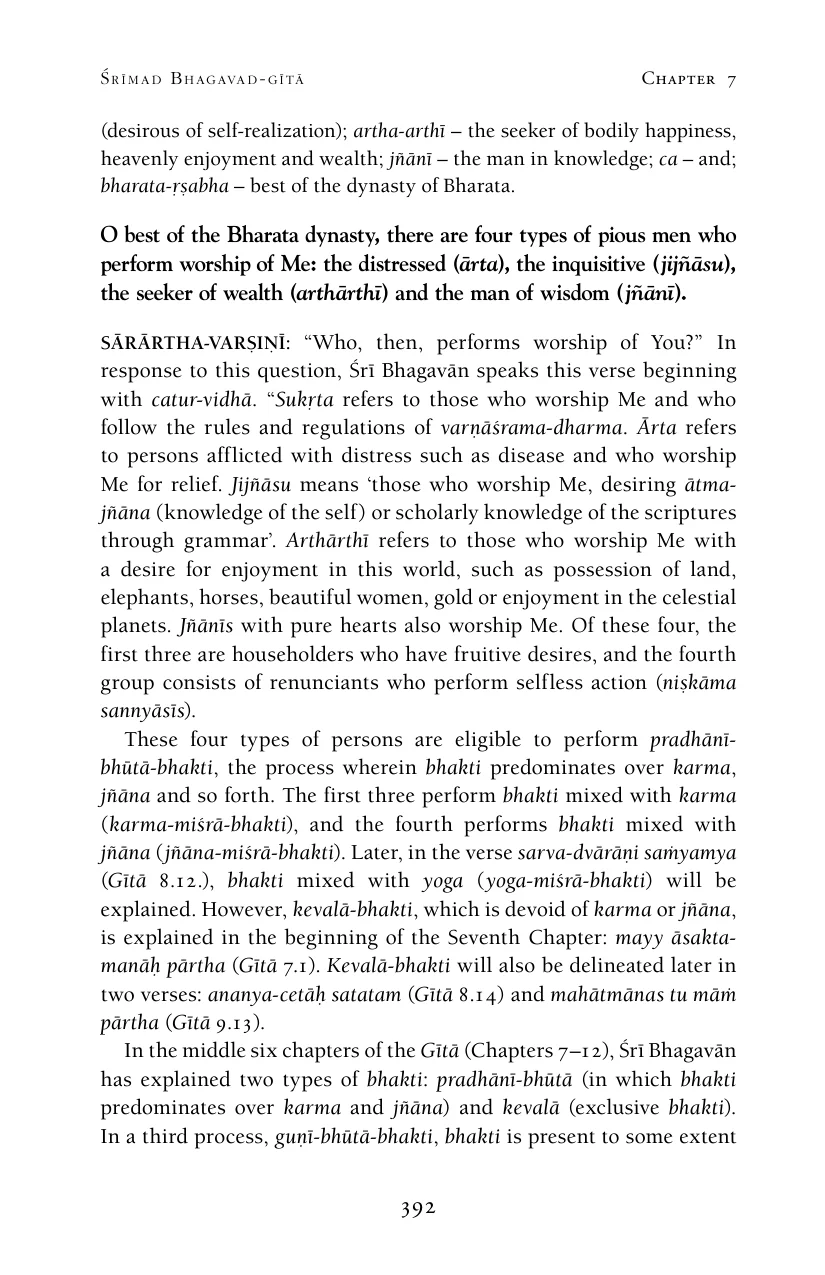 Śrīmad Bhagavad-gītā Chapter 7
(desirous of self-realization); artha-arthī – the seeker of bodily happiness,
heavenly enjoyment and wealth; jñānī – the man in knowledge; ca – and;
bharata-ṛṣabha – best of the dynasty of Bharata.
O best of the Bharata dynasty, there are four types of pious men who
perform worship of Me: the distressed (ārta), the inquisitive (jijñāsu),
the seeker of wealth (arthārthī) and the man of wisdom (jñānī).
SĀRĀRTHA-VARṢIṆĪ: “Who, then, performs worship of You?” In
response to this question, Śrī Bhagavān speaks this verse beginning
with catur-vidhā. “Sukṛta refers to those who worship Me and who
follow the rules and regulations of varṇāśrama-dharma. Ārta refers
to persons afflicted with distress such as disease and who worship
Me for relief. Jijñāsu means ‘those who worship Me, desiring ātma-
jñāna (knowledge of the self) or scholarly knowledge of the scriptures
through grammar’. Arthārthī refers to those who worship Me with
a desire for enjoyment in this world, such as possession of land,
elephants, horses, beautiful women, gold or enjoyment in the celestial
planets. Jñānīs with pure hearts also worship Me. Of these four, the
first three are householders who have fruitive desires, and the fourth
group consists of renunciants who perform selfless action (niṣkāma
sannyāsīs).
These four types of persons are eligible to perform pradhānī-
bhūtā-bhakti, the process wherein bhakti predominates over karma,
jñāna and so forth. The first three perform bhakti mixed with karma
(karma-miśrā-bhakti), and the fourth performs bhakti mixed with
jñāna (jñāna-miśrā-bhakti). Later, in the verse sarva-dvārāṇi saṁyamya
(Gītā 8.12.), bhakti mixed with yoga (yoga-miśrā-bhakti) will be
explained. However, kevalā-bhakti, which is devoid of karma or jñāna,
is explained in the beginning of the Seventh Chapter: mayy āsakta-
manāḥ pārtha (Gītā 7.1). Kevalā-bhakti will also be delineated later in
two verses: ananya-cetāḥ satatam (Gītā 8.14) and mahātmānas tu māṁ
pārtha (Gītā 9.13).
In the middle six chapters of the Gītā (Chapters 7–12), Śrī Bhagavān
has explained two types of bhakti: pradhānī-bhūtā (in which bhakti
predominates over karma and jñāna) and kevalā (exclusive bhakti).
In a third process, guṇī-bhūtā-bhakti, bhakti is present to some extent
392